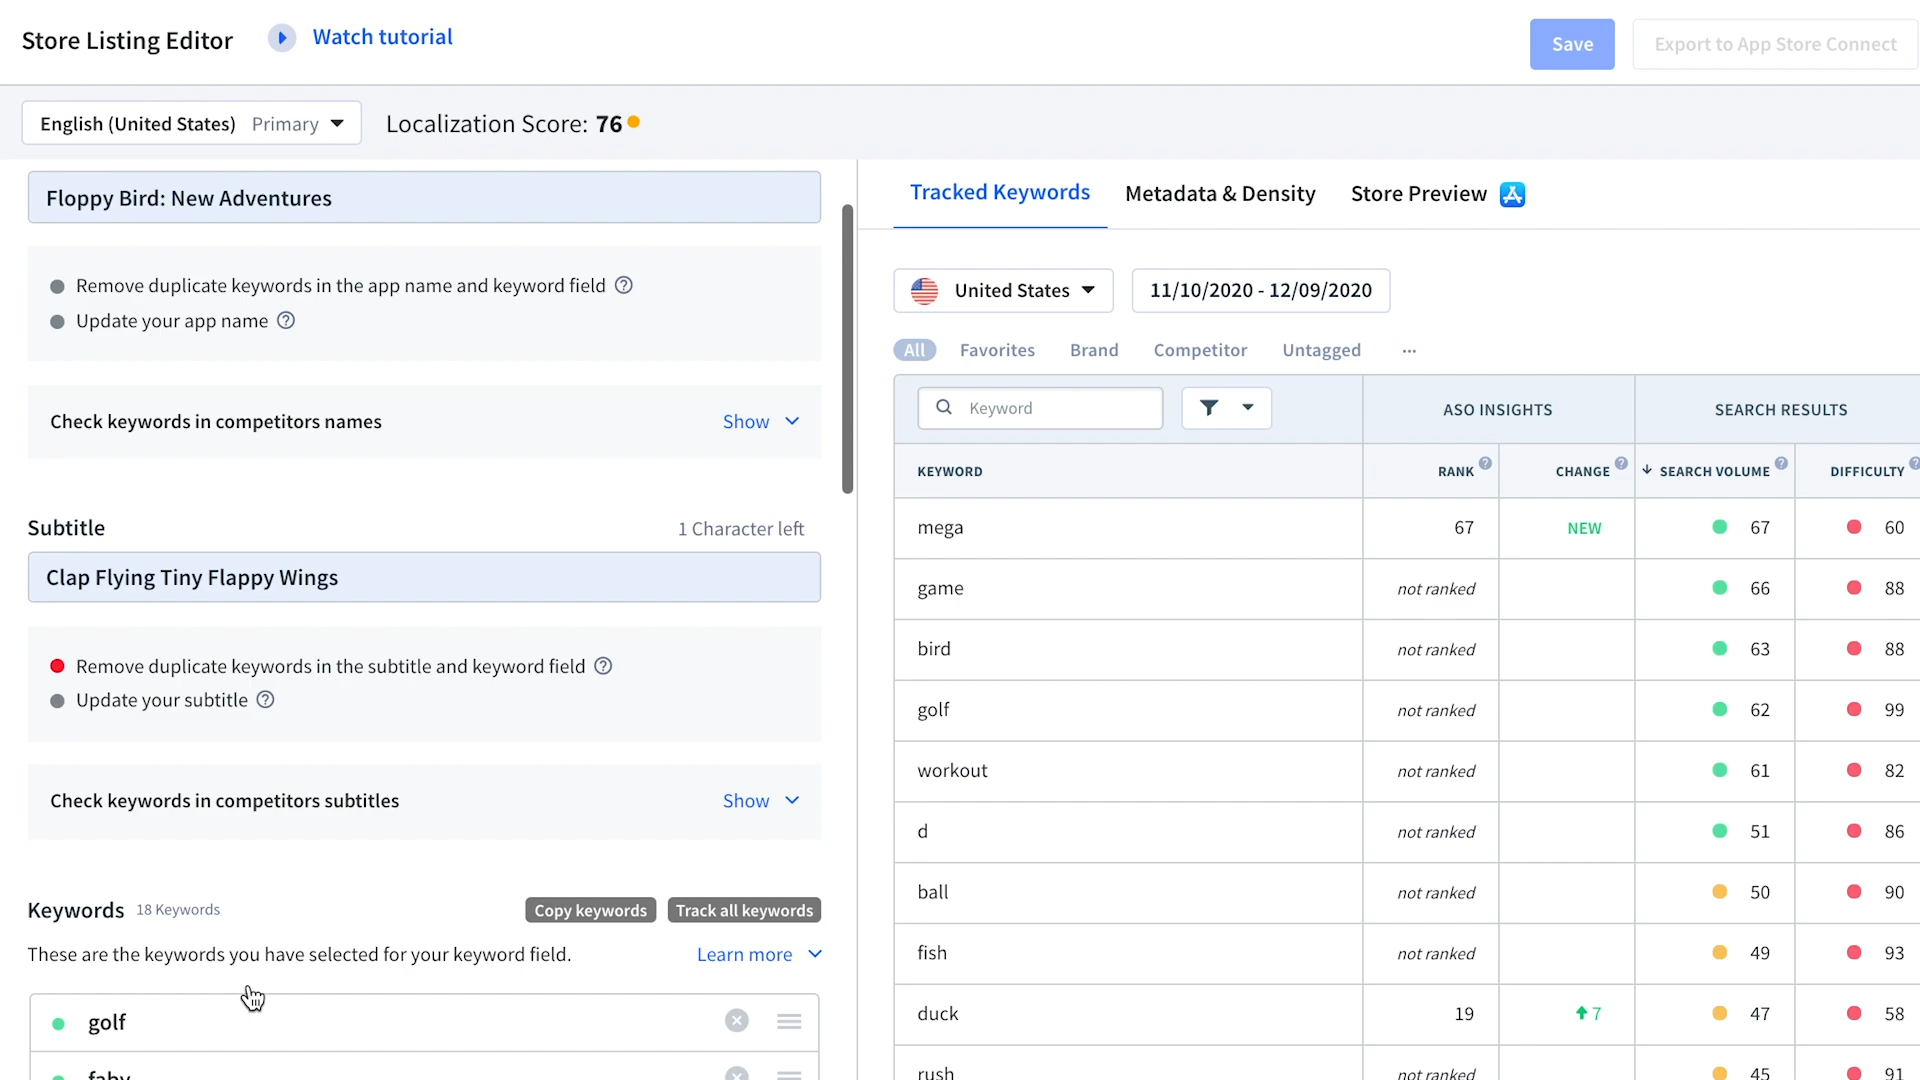 Store Listing Editor
Watch tutorial
Save
Export to App Store Connect
English (United States) Primary
Localization Score: 76
Floppy Bird: New Adventures
Remove duplicate keywords in the app name and keyword field
Update your app name
Check keywords in competitors names
Show
Subtitle
1 Character left
Clap Flying Tiny Flappy Wings
Remove duplicate keywords in the subtitle and keyword field
Update your subtitle
Check keywords in competitors subtitles
Show
Keywords 18 Keywords
Copy keywords
Track all keywords
These are the keywords you have selected for your keyword field.
Learn more
golf
faby
Tracked Keywords
Metadata & Density
Store Preview
United States
11/10/2020 - 12/09/2020
All
Favorites
Brand
Competitor
Untagged
...
Keyword
ASO INSIGHTS
SEARCH RESULTS
KEYWORD
RANK
CHANGE
SEARCH VOLUME
DIFFICULTY
mega 67 NEW 67 60
game not ranked 66 88
bird not ranked 63 88
golf not ranked 62 99
workout not ranked 61 82
d not ranked 51 86
ball not ranked 50 90
fish not ranked 49 93
duck 19 7 47 58
rush not ranked 45 91